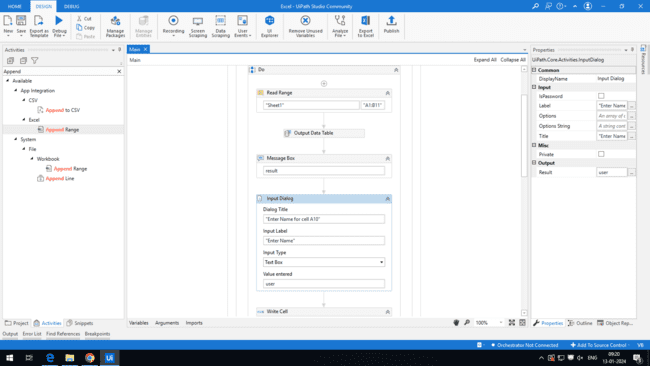 HOME DESIGN DEBUG Excel - UiPath Studio Community
New Save Export as Template Debug File Cut Copy Paste Manage Packages Manage Entities Recording Screen Scraping Data Scraping User Events UI Explorer Remove Unused Variables Analyze File Export to Excel Publish
Activities
Append
Available
App Integration
CSV
Append to CSV
Excel
Append Range
System
File
Workbook
Append Range
Append Line
Project Activities Snippets
Output Error List Find References Breakpoints
Main
Main Expand All Collapse All
Do
Read Range
"Sheet1" "A1:B11"
Output Data Table
Message Box
result
Input Dialog
Dialog Title
"Enter Name for cell A10"
Input Label
"Enter Name"
Input Type
Text Box
Value entered
user
Write Cell
Variables Arguments Imports 100%
Properties
UiPath.Core.Activities.InputDialog
Common
DisplayName Input Dialog
Input
IsPassword
Label "Enter Name
Options An array of
Options String A string cont
Title "Enter Name
Misc
Private
Output
Result user
Properties Outline Object Rep...
Resources
Orchestrator Not Connected Add To Source Control VB
ENG 09:20
13-01-2024